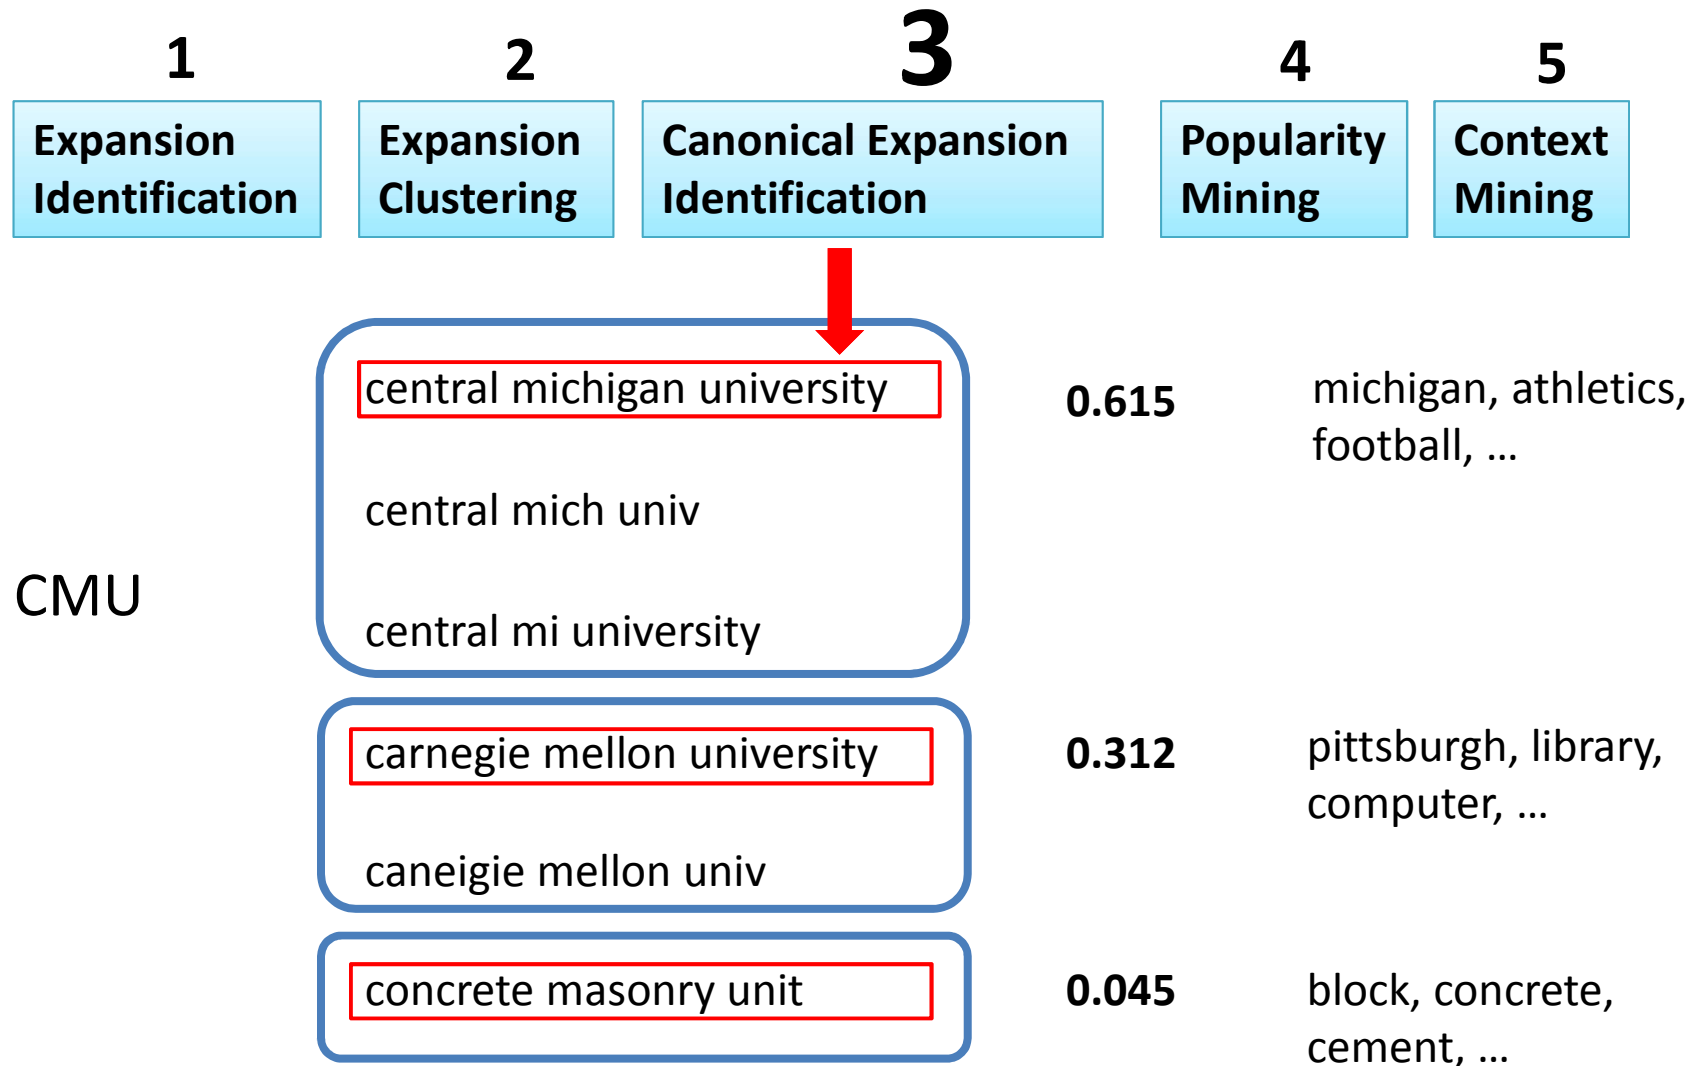 1 2 3 4 5
Expansion
Identification
Expansion
Clustering
Canonical Expansion
Identification
Popularity
Mining
Context
Mining
CMU
central michigan university
central mich univ
central mi university
0.615
michigan, athletics,
football, ...
carnegie mellon university
caneigie mellon univ
0.312
pittsburgh, library,
computer, ...
concrete masonry unit
0.045
block, concrete,
cement, ...